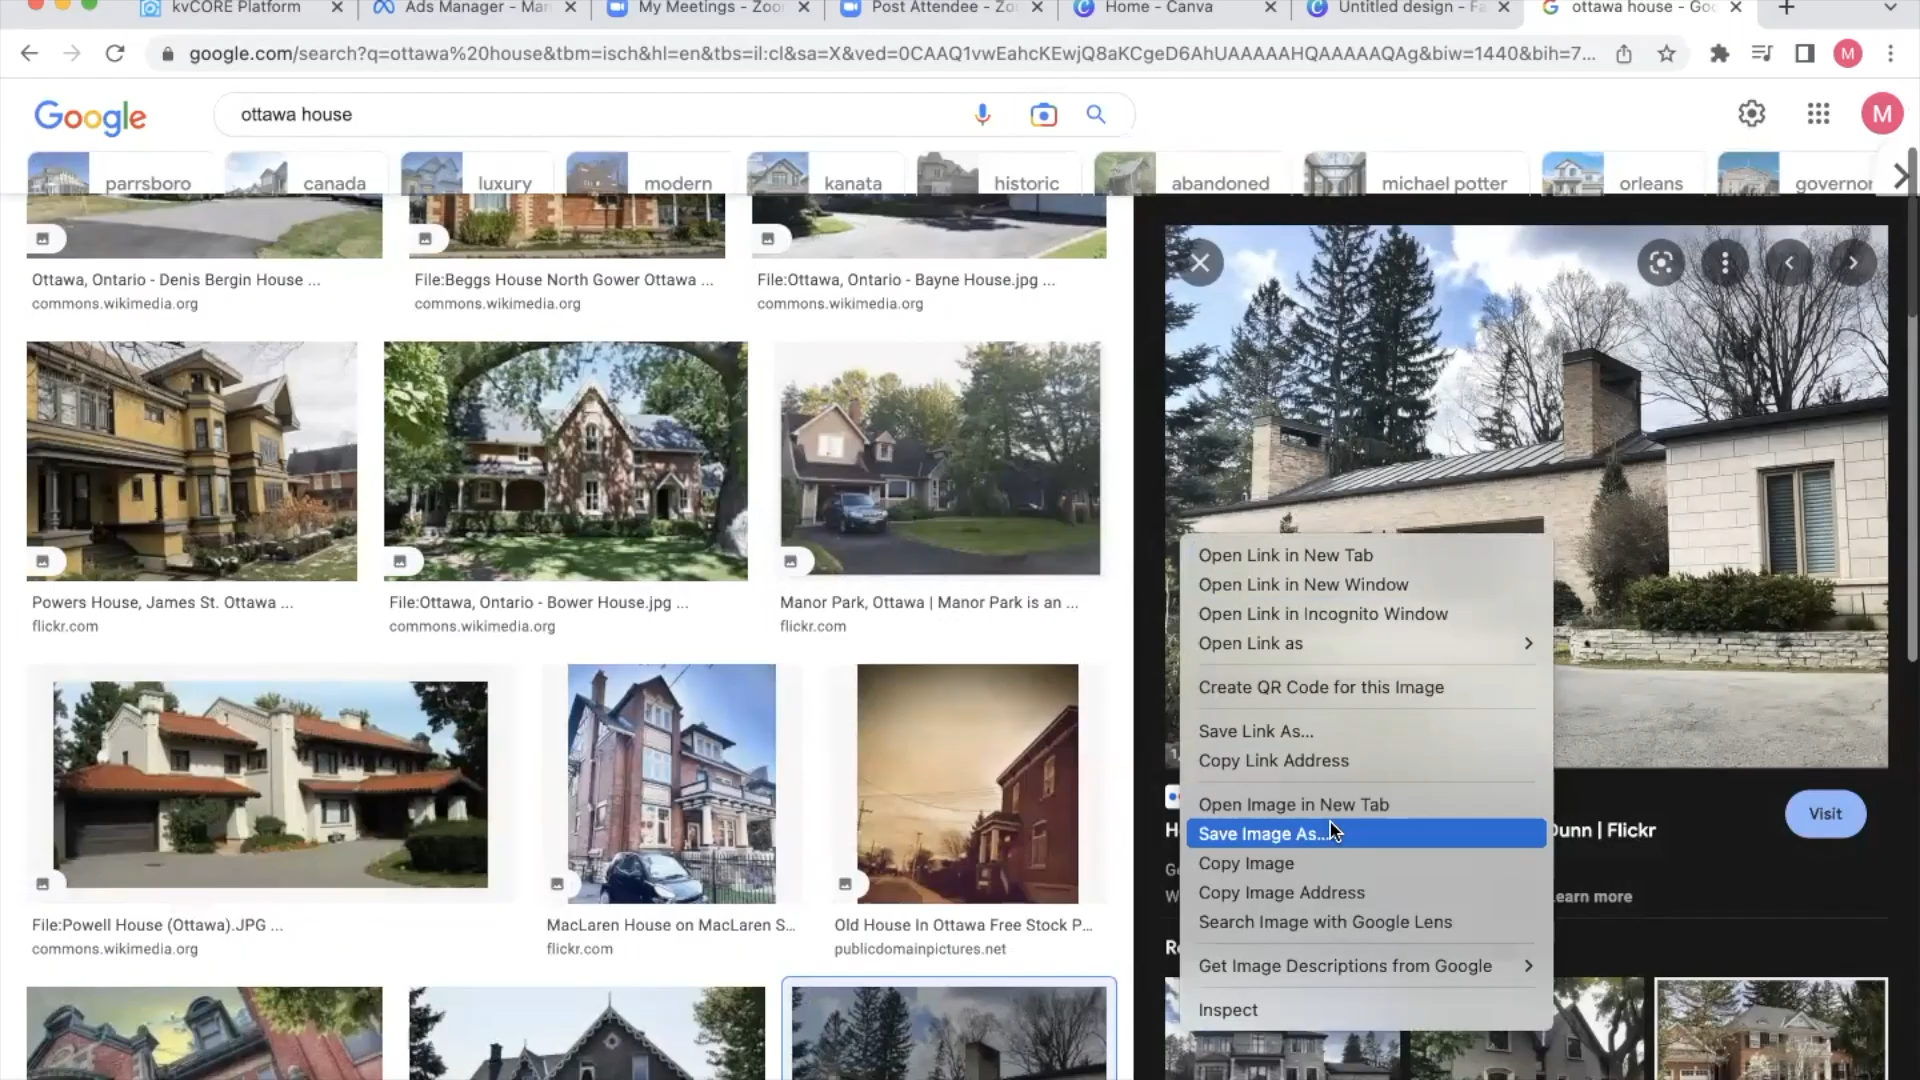 kvCORE Platform
Ads Manager - Man
My Meetings - Zoor
Post Attendee - Zo
Home - Canva
Untitled design - Fa
ottawa house - Goo
google.com/search?q=ottawa%20house&tbm=isch&hl=en&tbs=il:cl&sa=X&ved=0CAAQ1vwEahcKEwjQ8aKCgeD6AhUAAAAAHQAAAAAQAg&biw=1440&bih=7...
M
Google
ottawa house
M
parrsboro
canada
luxury
modern
kanata
historic
abandoned
michael potter
orleans
governor
Ottawa, Ontario - Denis Bergin House ...
commons.wikimedia.org
File:Beggs House North Gower Ottawa ...
commons.wikimedia.org
File:Ottawa, Ontario - Bayne House.jpg ...
commons.wikimedia.org
Powers House, James St. Ottawa ...
flickr.com
File:Ottawa, Ontario - Bower House.jpg ...
commons.wikimedia.org
Manor Park, Ottawa | Manor Park is an ...
flickr.com
File:Powell House (Ottawa).JPG ...
commons.wikimedia.org
MacLaren House on MacLaren S...
flickr.com
Old House In Ottawa Free Stock P...
publicdomainpictures.net
Open Link in New Tab
Open Link in New Window
Open Link in Incognito Window
Open Link as
Create QR Code for this Image
Save Link As...
Copy Link Address
Open Image in New Tab
Save Image As...
Copy Image
Copy Image Address
Search Image with Google Lens
Get Image Descriptions from Google
Inspect
Visit
Dunn | Flickr
Learn more